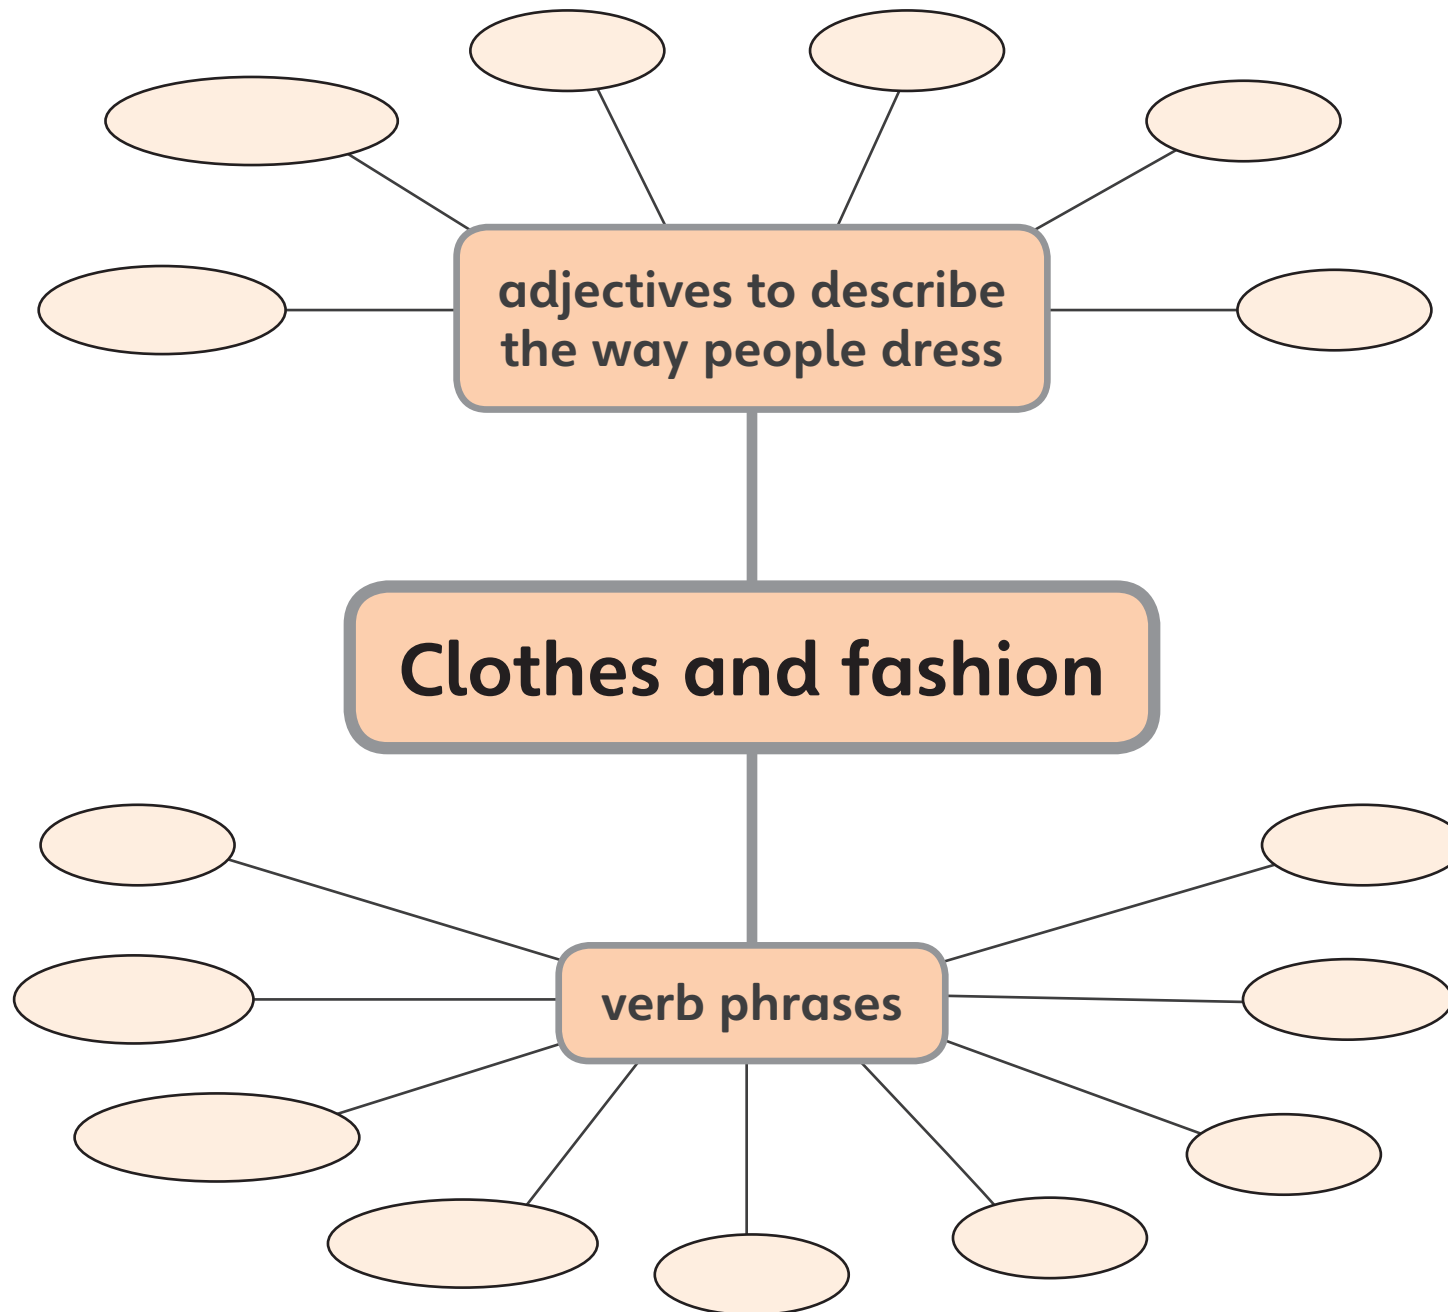 adjectives to describe
the way people dress
Clothes and fashion
verb phrases